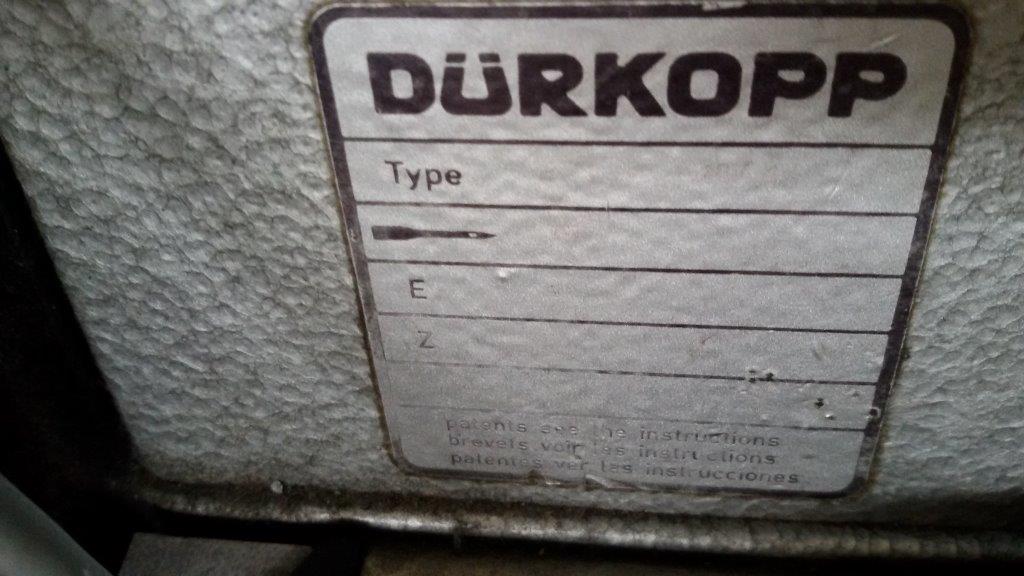 DÜRKOPP
Type
E
Z
patents see the instructions
brevets voir les instructions
patentes ver las instrucciones